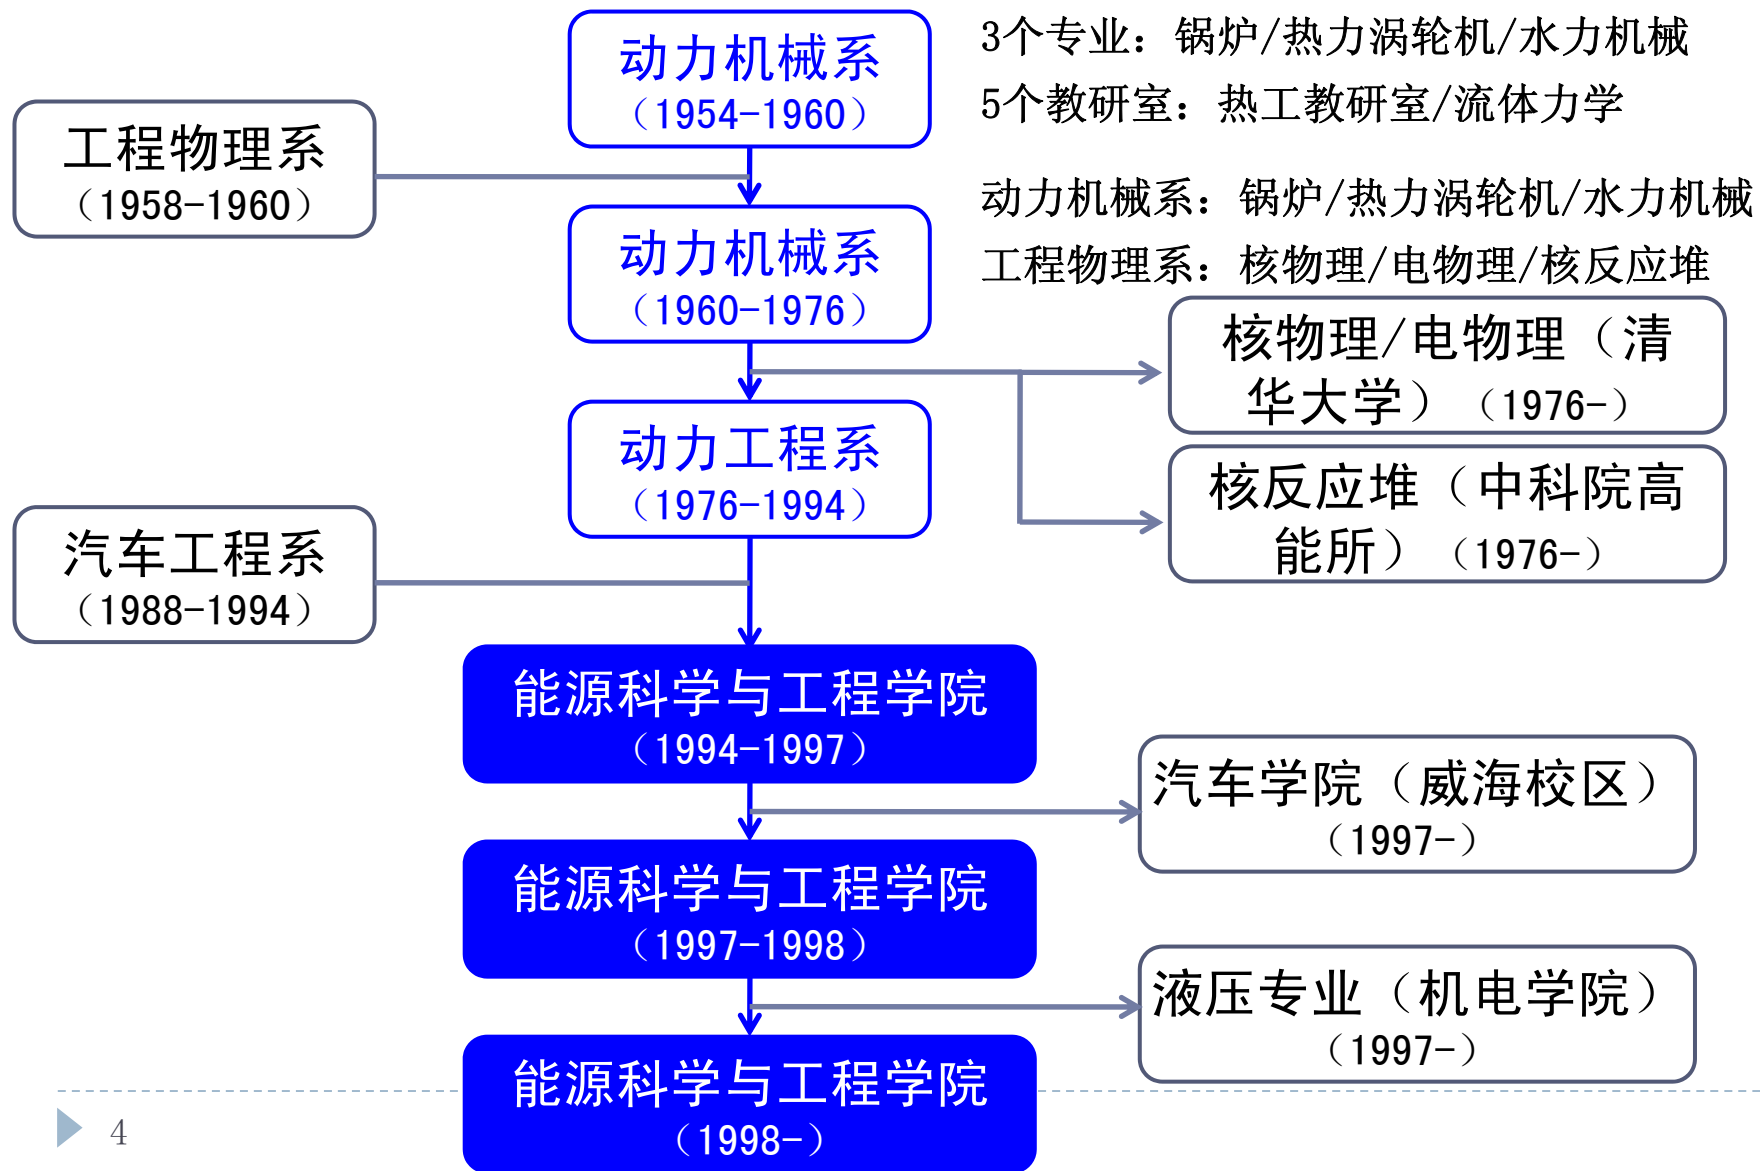 动力机械系
（1954-1960）
3个专业：锅炉/热力涡轮机/水力机械
5个教研室：热工教研室/流体力学
工程物理系
（1958-1960）
动力机械系
（1960-1976）
动力机械系：锅炉/热力涡轮机/水力机械
工程物理系：核物理/电物理/核反应堆
核物理/电物理（清
华大学）（1976-）
动力工程系
（1976-1994）
核反应堆（中科院高
能所）（1976-）
汽车工程系
（1988-1994）
能源科学与工程学院
（1994-1997）
汽车学院（威海校区）
（1997-）
能源科学与工程学院
（1997-1998）
液压专业（机电学院）
（1997-）
能源科学与工程学院
（1998-）
4